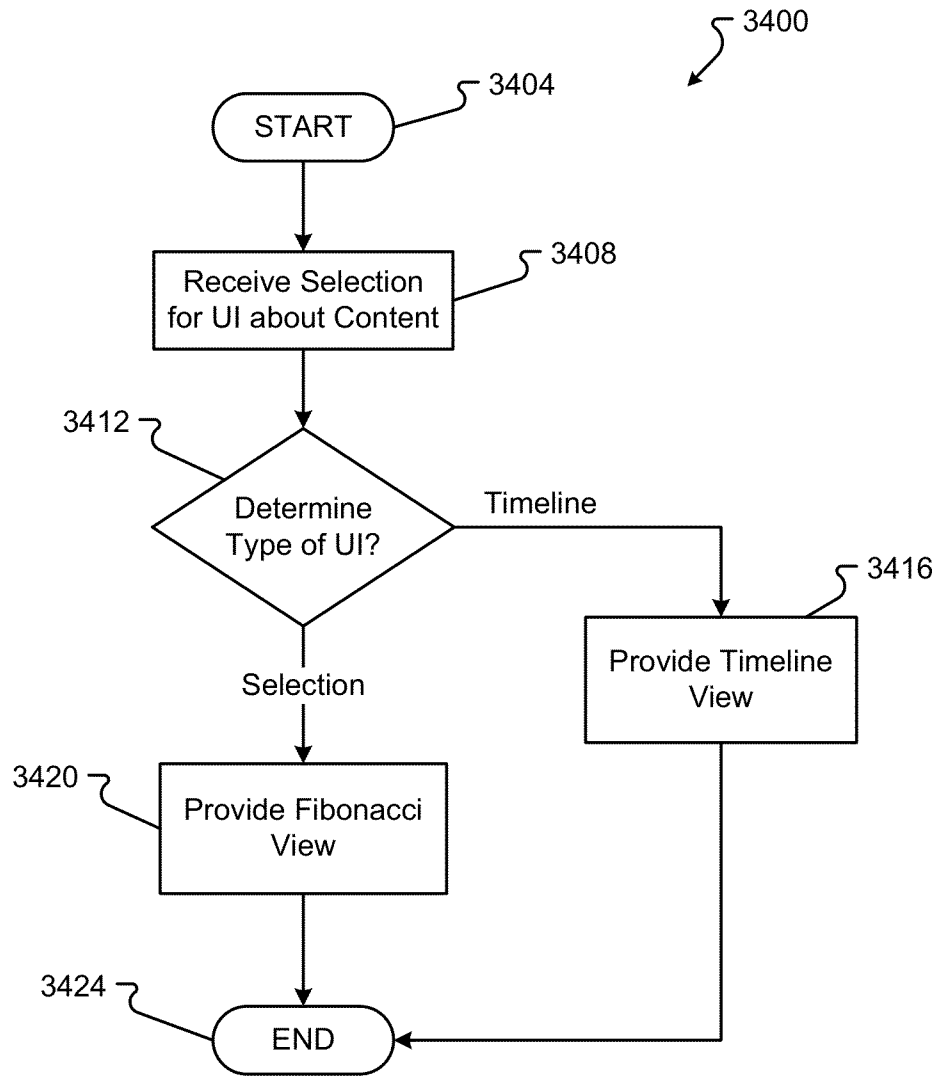 3400
3404
START
3408
Receive Selection
for UI about Content
3412
Determine
Type of UI?
Timeline
3416
Provide Timeline
View
Selection
3420
Provide Fibonacci
View
3424
END